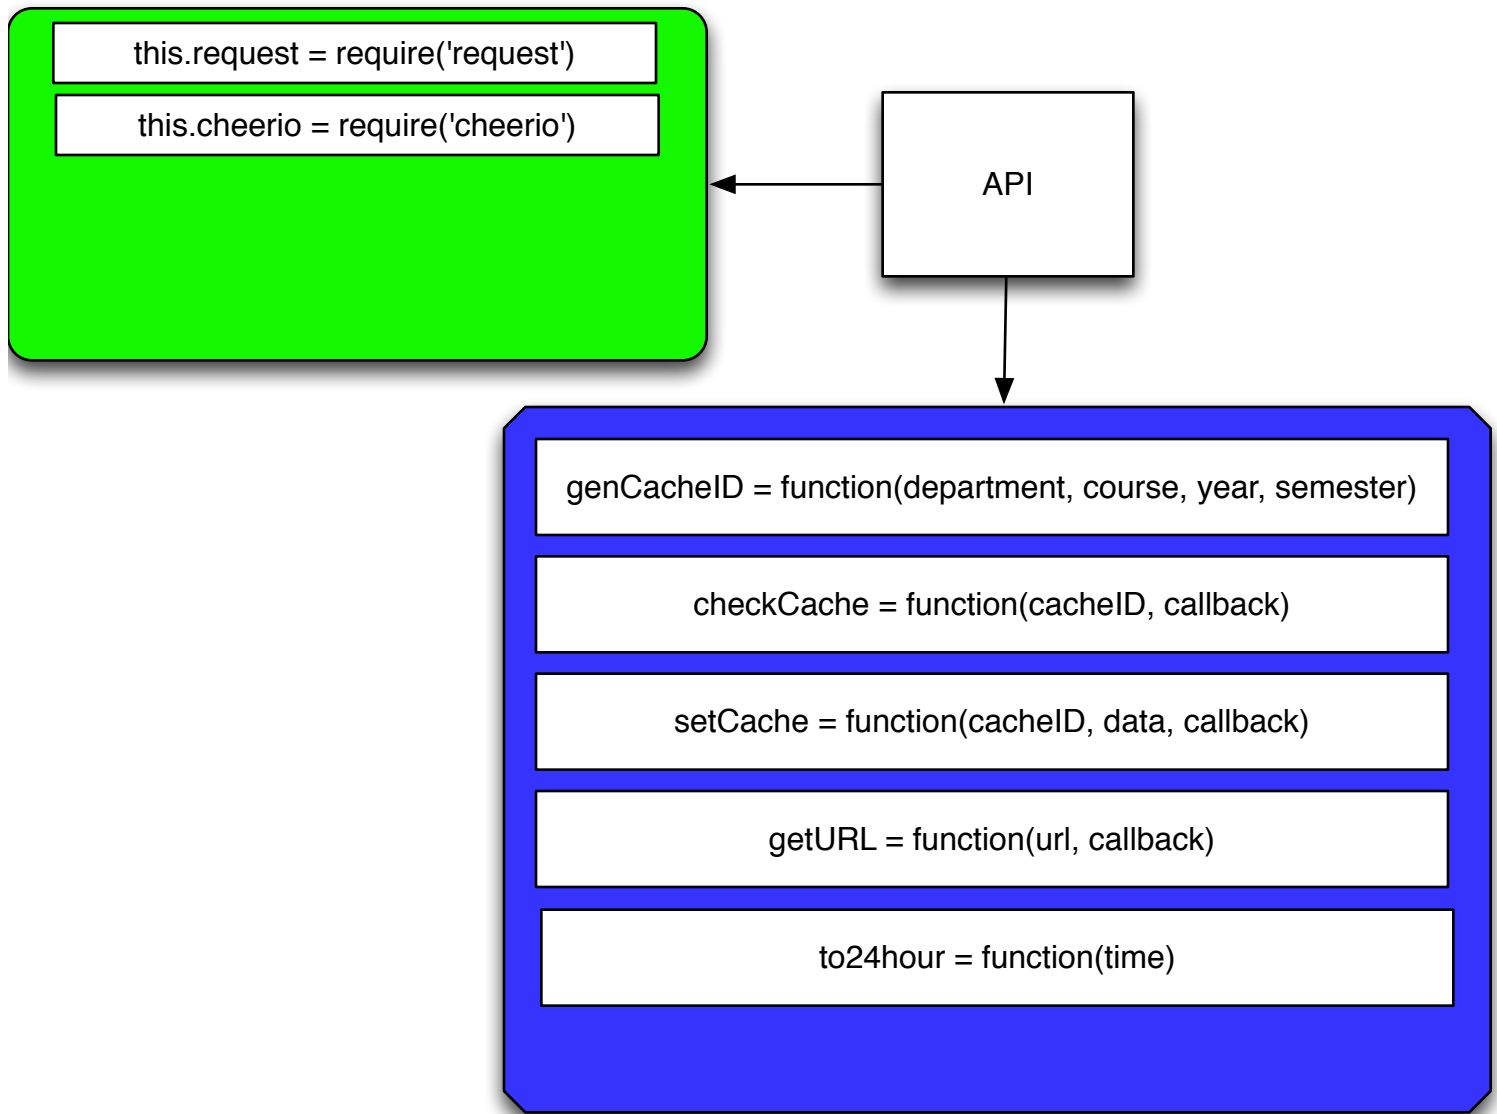 this.request = require('request')
this.cheerio = require('cheerio')
API
genCacheID = function(department, course, year, semester)
checkCache = function(cacheID, callback)
setCache = function(cacheID, data, callback)
getURL = function(url, callback)
to24hour = function(time)